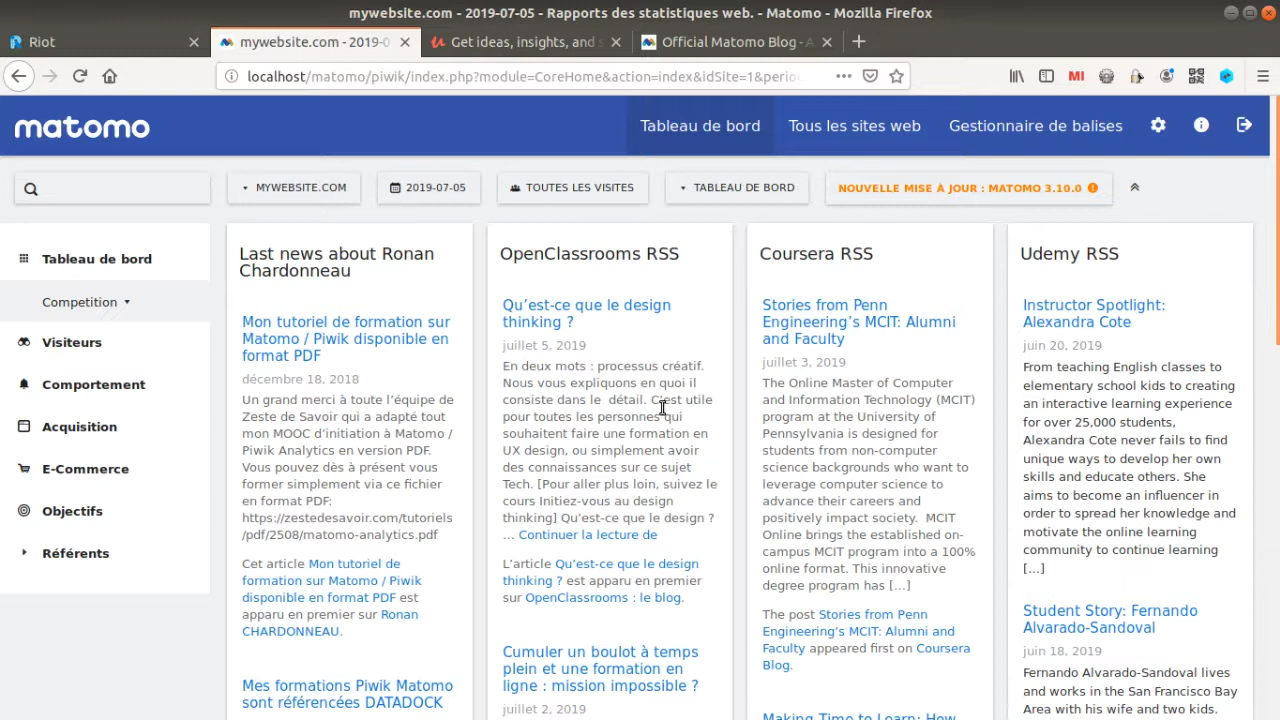 mywebsite.com - 2019-07-05 - Rapports des statistiques web. - Matomo - Mozilla Firefox
Riot
mywebsite.com - 2019-0
Get ideas, insights, and s
Official Matomo Blog - A
localhost/matomo/piwik/index.php?module=CoreHome&action=index&idSite=1&perio
MI
matomo
Tableau de bord
Tous les sites web
Gestionnaire de balises
MYWEBSITE.COM
2019-07-05
TOUTES LES VISITES
TABLEAU DE BORD
NOUVELLE MISE À JOUR : MATOMO 3.10.0
Tableau de bord
Competition
Visiteurs
Comportement
Acquisition
E-Commerce
Objectifs
Référents
Last news about Ronan
Chardonneau
Mon tutoriel de formation sur
Matomo / Piwik disponible en
format PDF
décembre 18, 2018
Un grand merci à toute l’équipe de
Zeste de Savoir qui a adapté tout
mon MOOC d’initiation à Matomo /
Piwik Analytics en version PDF.
Vous pouvez dès à présent vous
former simplement via ce fichier
en format PDF:
https://zestedesavoir.com/tutoriels
/pdf/2508/matomo-analytics.pdf
Cet article Mon tutoriel de
formation sur Matomo / Piwik
disponible en format PDF est
apparu en premier sur Ronan
CHARDONNEAU.
Mes formations Piwik Matomo
sont référencées DATADOCK
OpenClassrooms RSS
Qu’est-ce que le design
thinking ?
juillet 5, 2019
En deux mots : processus créatif.
Nous vous expliquons en quoi il
consiste dans le  détail. C’est utile
pour toutes les personnes qui
souhaitent faire une formation en
UX design, ou simplement avoir
des connaissances sur ce sujet
Tech. [Pour aller plus loin, suivez le
cours Initiez-vous au design
thinking] Qu’est-ce que le design ?
… Continuer la lecture de
L’article Qu’est-ce que le design
thinking ? est apparu en premier
sur OpenClassrooms : le blog.
Cumuler un boulot à temps
plein et une formation en
ligne : mission impossible ?
juillet 2, 2019
Coursera RSS
Stories from Penn
Engineering’s MCIT: Alumni
and Faculty
juillet 3, 2019
The Online Master of Computer
and Information Technology (MCIT)
program at the University of
Pennsylvania is designed for
students from non-computer
science backgrounds who want to
leverage computer science to
advance their careers and
positively impact society.  MCIT
Online brings the established on-
campus MCIT program into a 100%
online format. This innovative
degree program has […]
The post Stories from Penn
Engineering’s MCIT: Alumni and
Faculty appeared first on Coursera
Blog.
Making Time to Learn: How
Udemy RSS
Instructor Spotlight:
Alexandra Cote
juin 20, 2019
From teaching English classes to
elementary school kids to creating
an interactive learning experience
for over 25,000 students,
Alexandra Cote never fails to find
unique ways to develop her own
skills and educate others. She
aims to become an influencer in
order to spread her knowledge and
motivate the online learning
community to continue learning
[…]
Student Story: Fernando
Alvarado-Sandoval
juin 18, 2019
Fernando Alvarado-Sandoval lives
and works in the San Francisco Bay
Area with his wife and two kids.